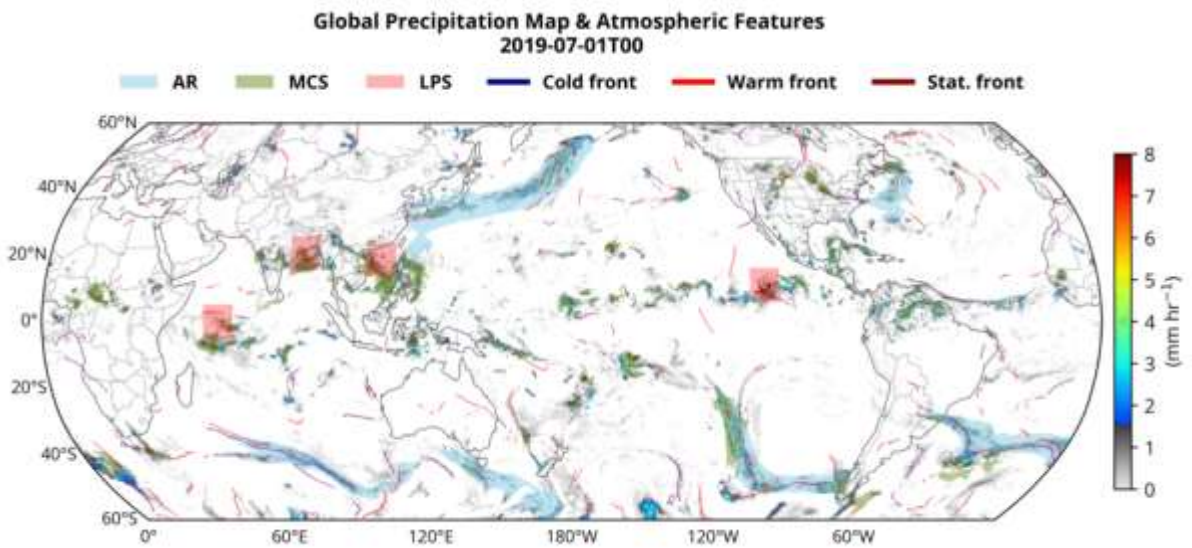 Global Precipitation Map & Atmospheric Features
2019-07-01T00
AR MCS LPS Cold front Warm front Stat. front
60°N
40°N
20°N
0°
20°S
40°S
60°S
0° 60°E 120°E 180°W 120°W 60°W
8
7
6
5
4
3
2
1
0
(mm hr⁻¹)